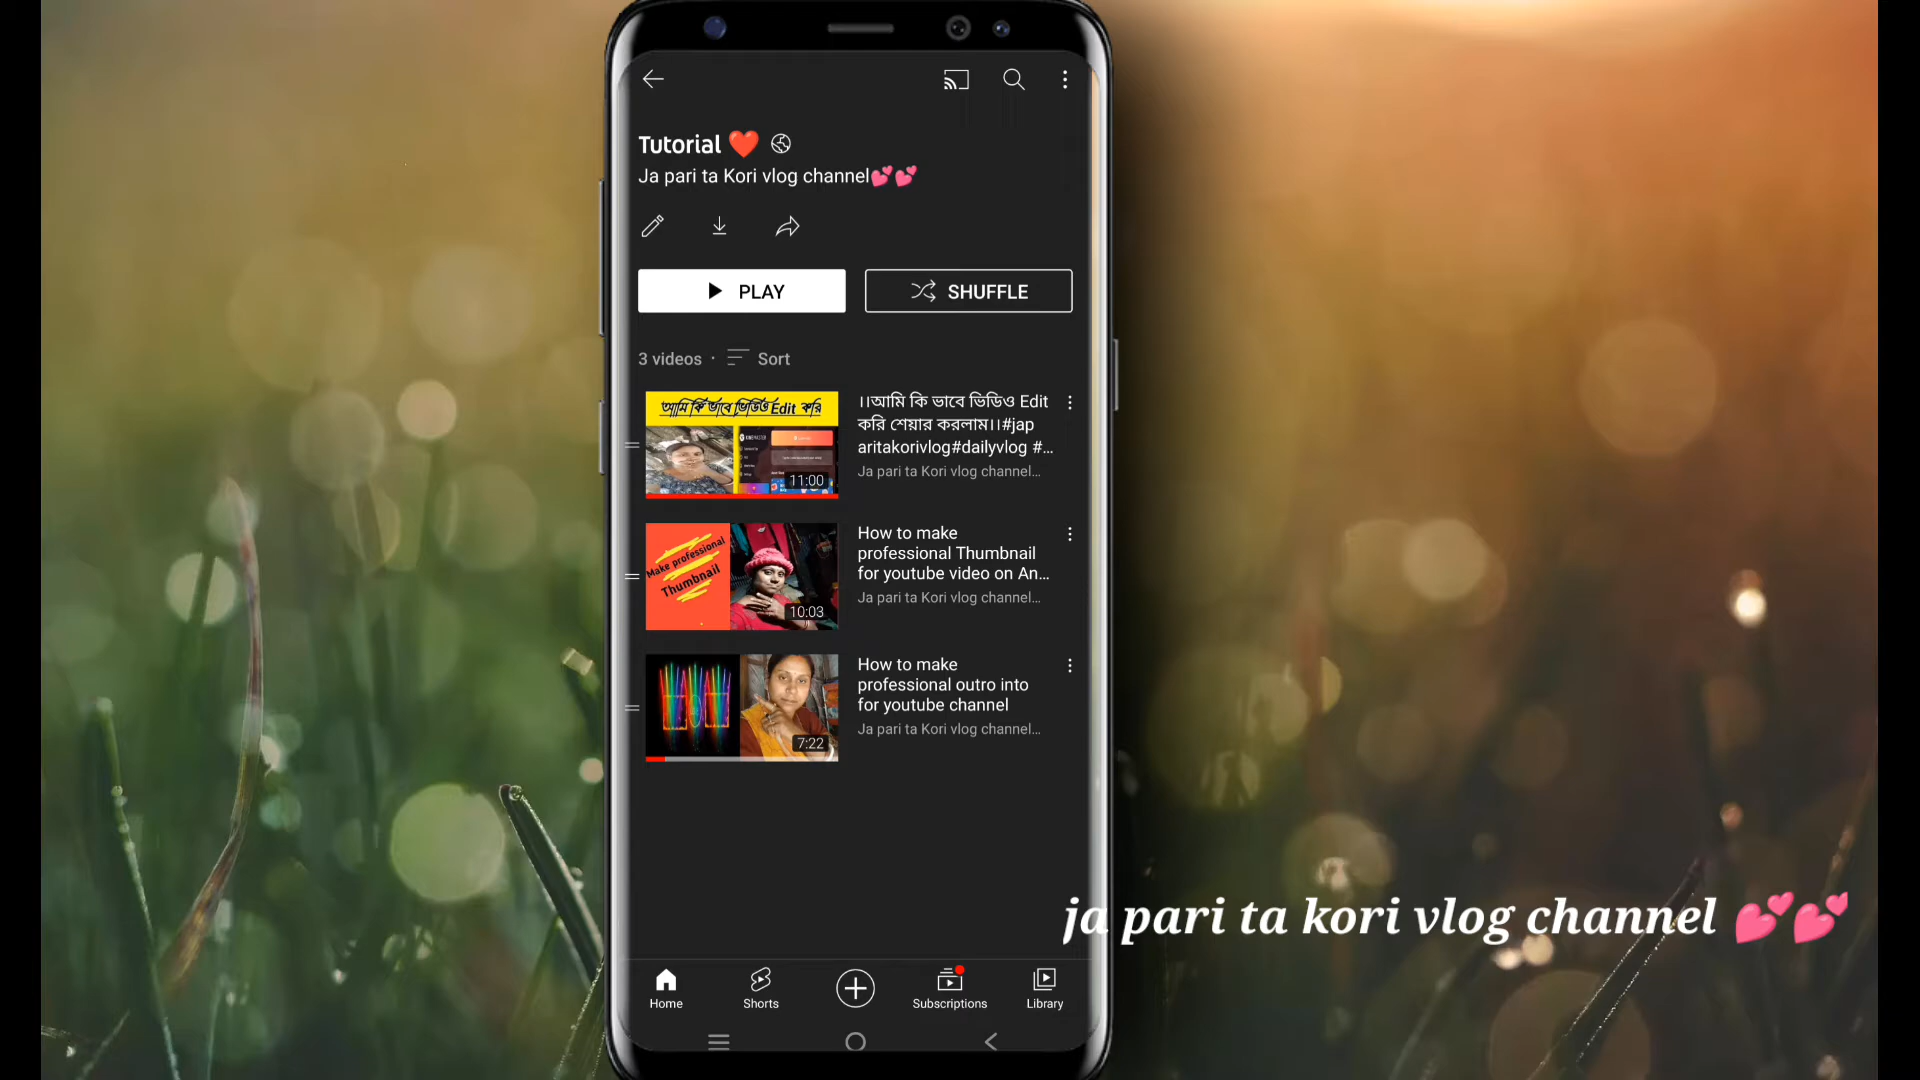 Tutorial ❤️
Ja pari ta Kori vlog channel💕💕
PLAY
SHUFFLE
3 videos · Sort
আমি কি ভাবে ভিডিও Edit করি
11:00
।।আমি কি ভাবে ভিডিও Edit
করি শেয়ার করলাম।।#jap
aritakorivlog#dailyvlog #...
Ja pari ta Kori vlog channel...
Make professional
Thumbnail
10:03
How to make
professional Thumbnail
for youtube video on An...
Ja pari ta Kori vlog channel...
7:22
How to make
professional outro into
for youtube channel
Ja pari ta Kori vlog channel...
ja pari ta kori vlog channel 💕💕
Home
Shorts
Subscriptions
Library